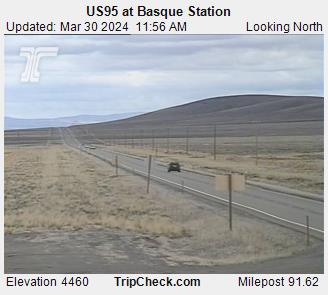 US95 at Basque Station
Updated: Mar 30 2024 11:56 AM Looking North
Elevation 4460 TripCheck.com Milepost 91.62